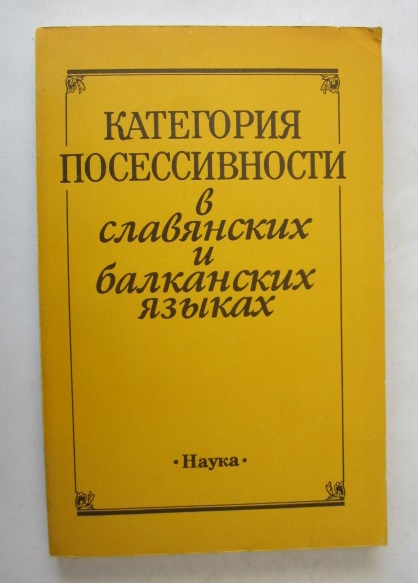 КАТЕГОРИЯ
ПОСЕССИВНОСТИ
в
славянских
и
балканских
языках
• Наука •